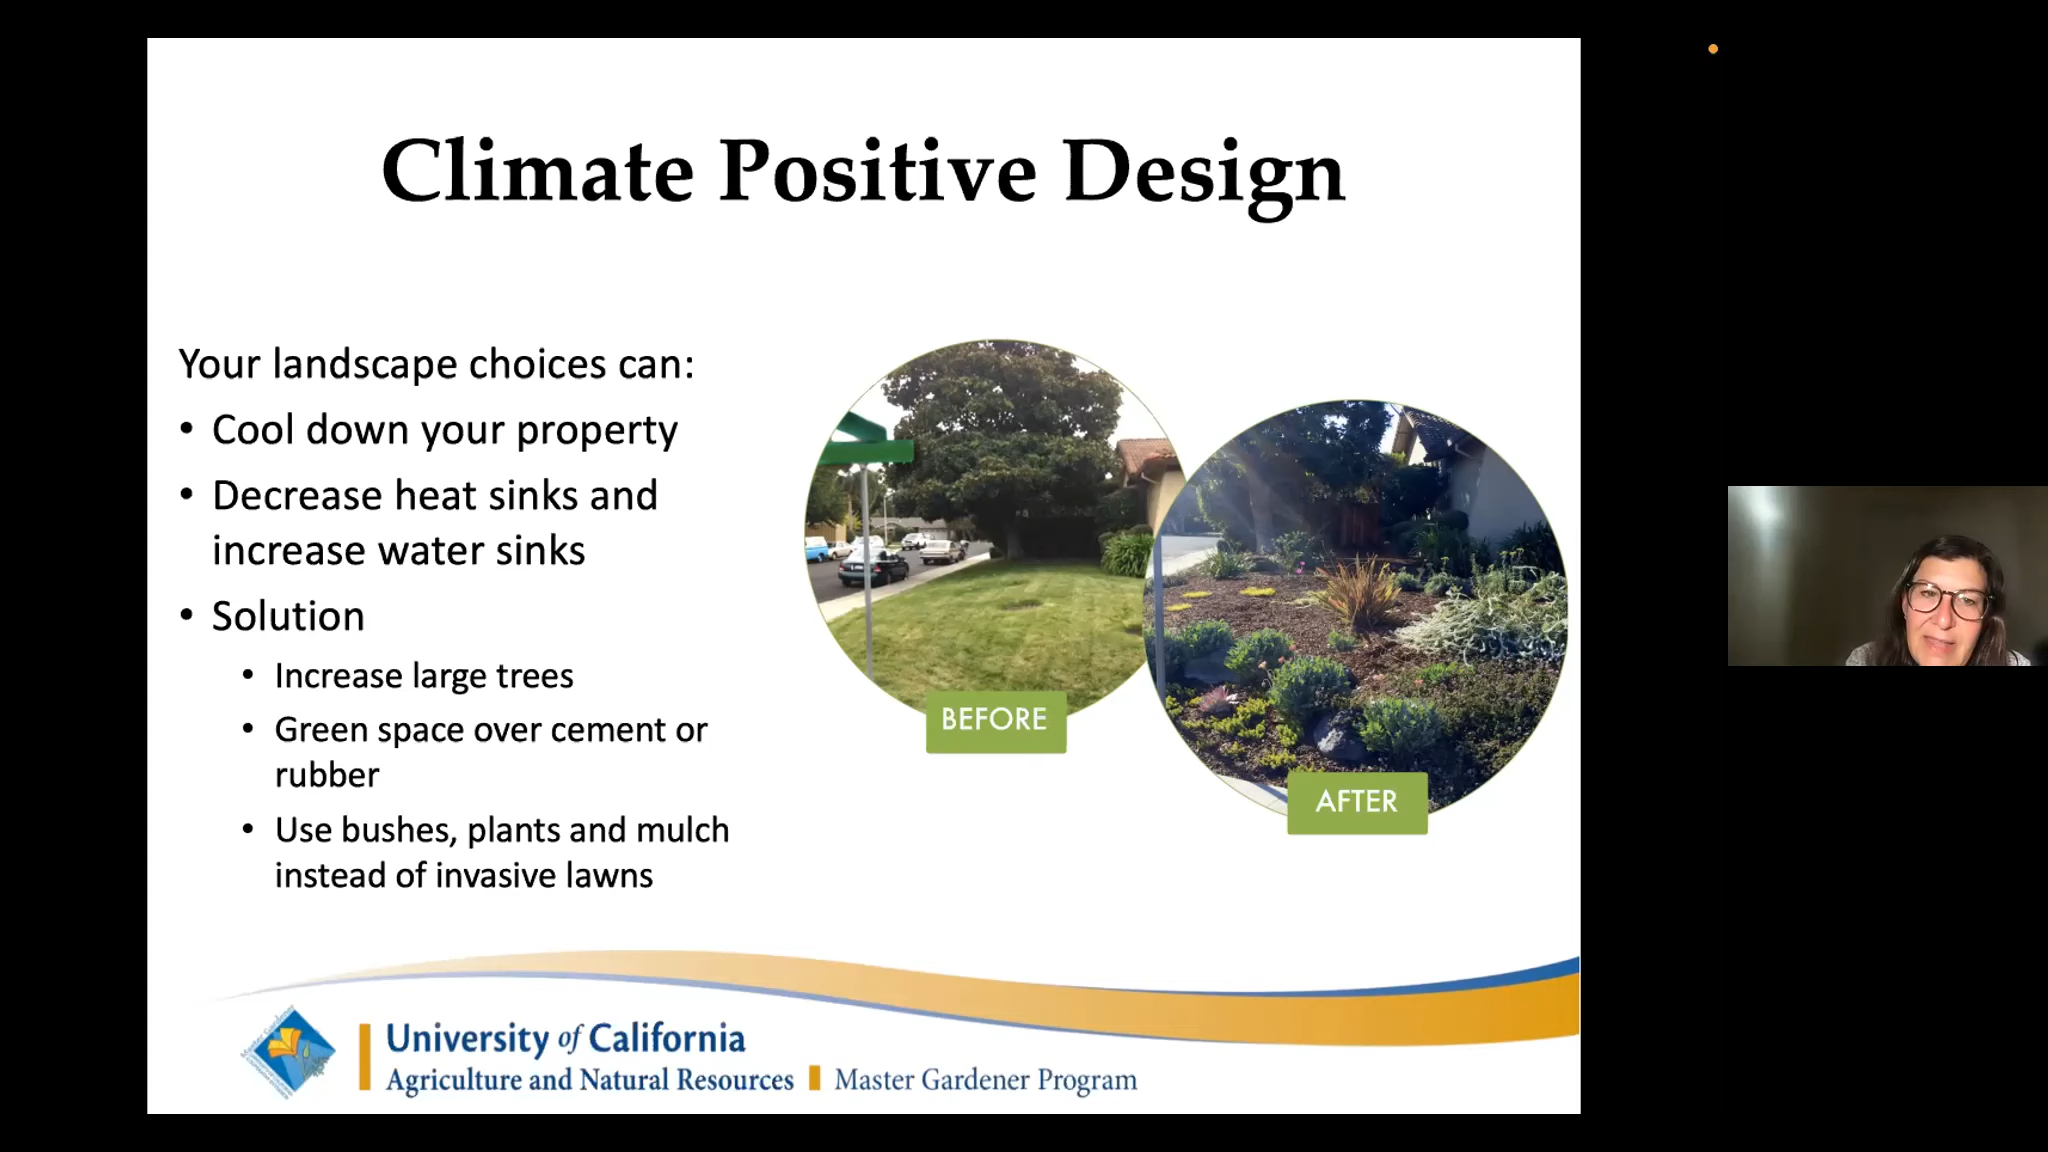 Climate Positive Design
Your landscape choices can:
• Cool down your property
• Decrease heat sinks and
increase water sinks
• Solution
• Increase large trees
• Green space over cement or
rubber
• Use bushes, plants and mulch
instead of invasive lawns
BEFORE
AFTER
University of California
Agriculture and Natural Resources
Master Gardener Program